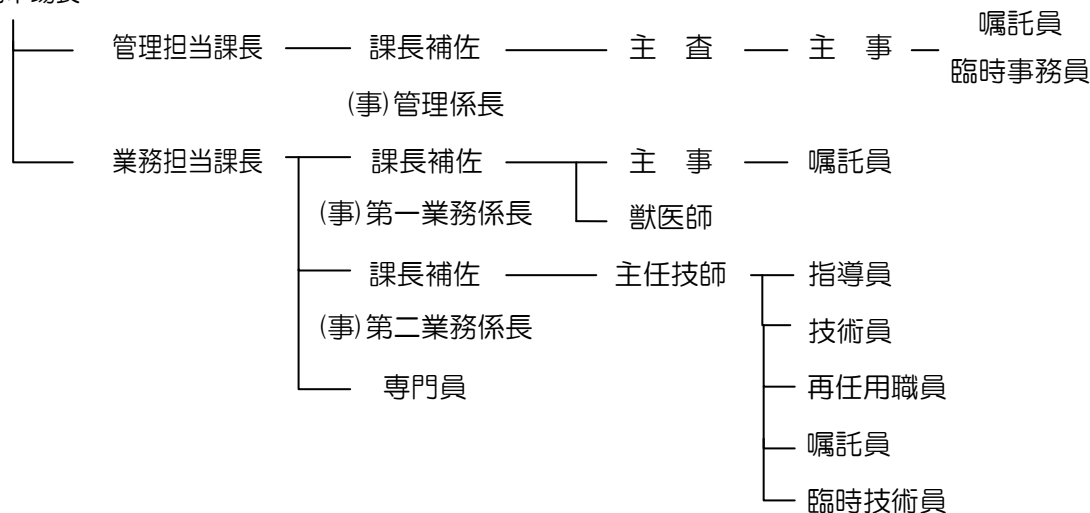 嘱託員
管理担当課長 課長補佐 主 査 主 事
臨時事務員
(事)管理係長
業務担当課長 課長補佐 主 事 嘱託員
(事)第一業務係長 獣医師
課長補佐 主任技師 指導員
(事)第二業務係長 技術員
専門員 再任用職員
嘱託員
臨時技術員